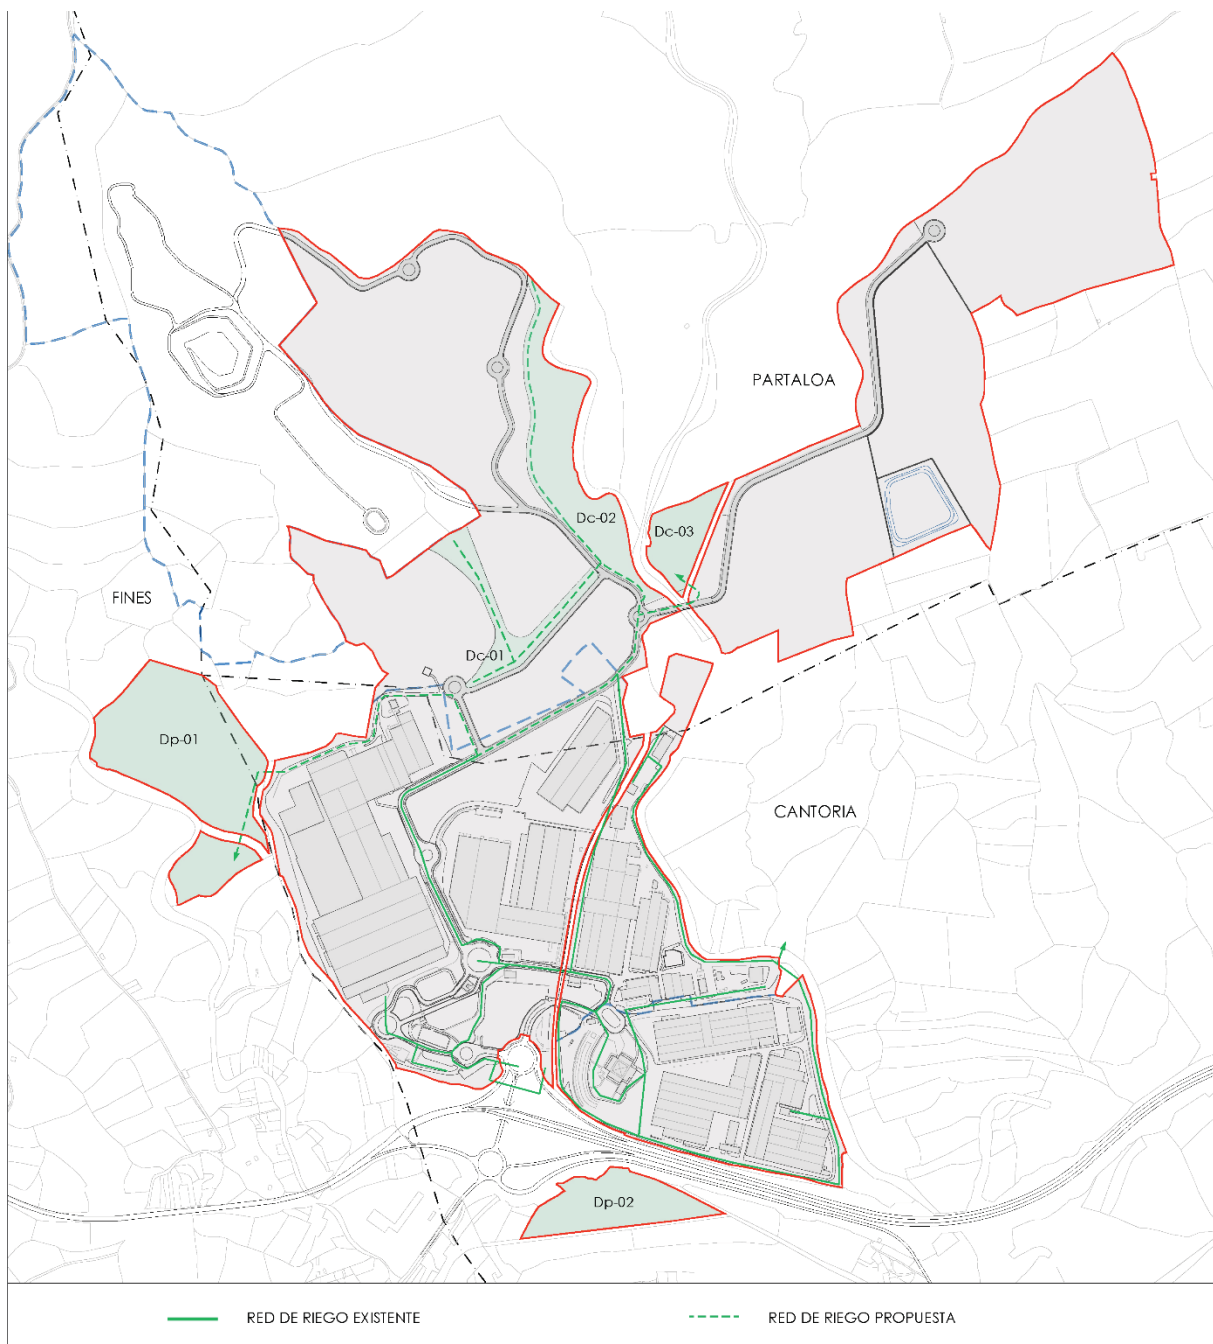 PARTALOA
Dc-02
Dc-03
FINES
Dc-01
Dp-01
CANTORIA
Dp-02
RED DE RIEGO EXISTENTE
RED DE RIEGO PROPUESTA